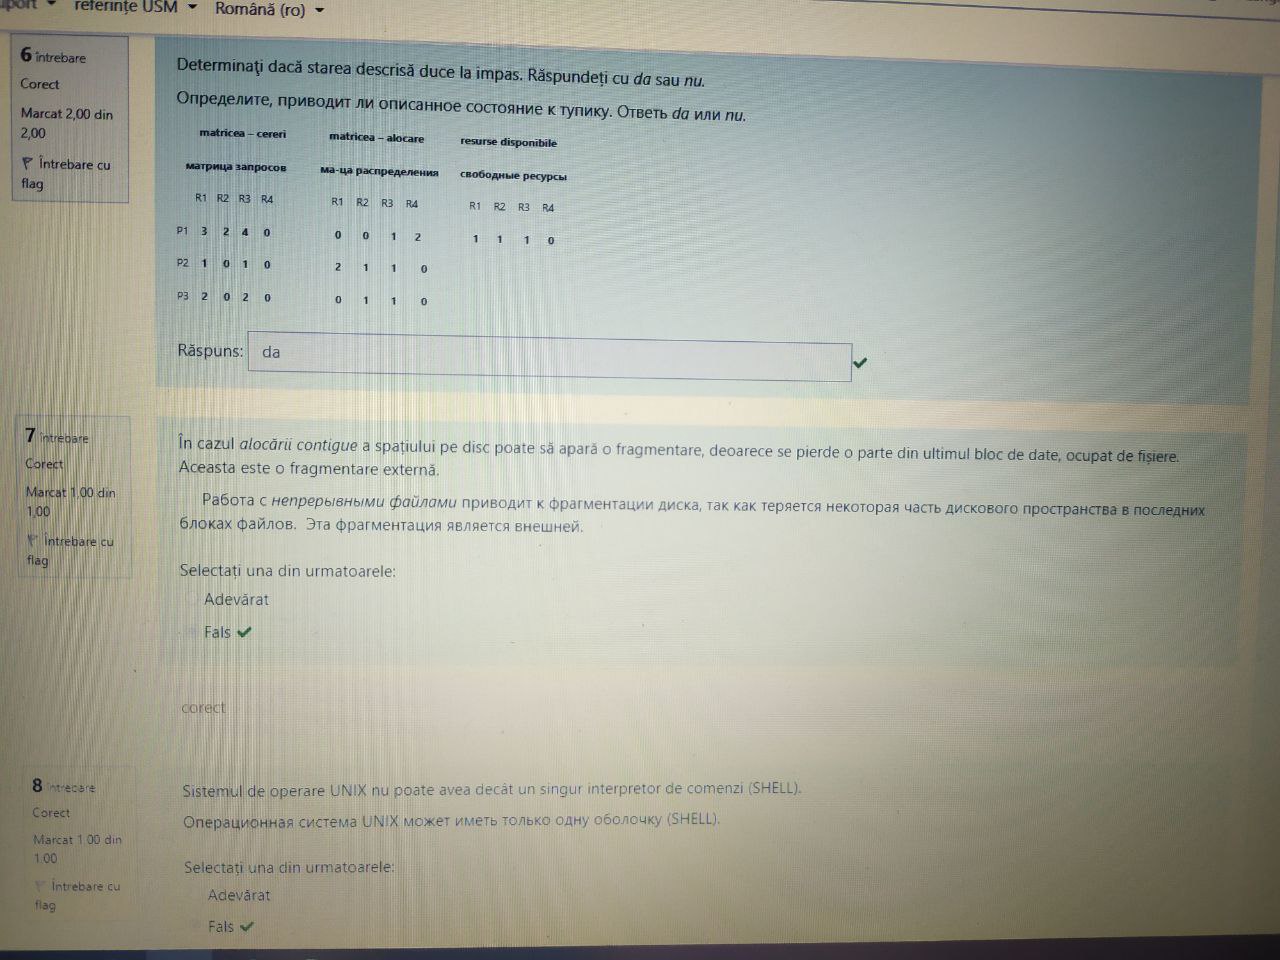 referințe USM
Română (ro)
6 întrebare
Corect
Marcat 2,00 din
2,00
Întrebare cu
flag
Determinaţi dacă starea descrisă duce la impas. Răspundeți cu da sau nu.
Определите, приводит ли описанное состояние к тупику. Ответь da или nu.
matricea – cereri matricea – alocare resurse disponibile
матрица запросов ма-ца распределения свободные ресурсы
R1 R2 R3 R4 R1 R2 R3 R4 R1 R2 R3 R4
P1 3 2 4 0 0 0 1 2 1 1 1 0
P2 1 0 1 0 2 1 1 0
P3 2 0 2 0 0 1 1 0
Răspuns: da
7 întrebare
Corect
Marcat 1,00 din
1,00
Întrebare cu
flag
În cazul alocării contigue a spațiului pe disc poate să apară o fragmentare, deoarece se pierde o parte din ultimul bloc de date, ocupat de fișiere.
Aceasta este o fragmentare externă.
Работа с непрерывными файлами приводит к фрагментации диска, так как теряется некоторая часть дискового пространства в последних
блоках файлов. Эта фрагментация является внешней.
Selectați una din urmatoarele:
Adevărat
Fals
corect
8 întrebare
Corect
Marcat 1,00 din
1,00
Întrebare cu
flag
Sistemul de operare UNIX nu poate avea decât un singur interpretor de comenzi (SHELL).
Операционная система UNIX может иметь только одну оболочку (SHELL).
Selectați una din urmatoarele:
Adevărat
Fals